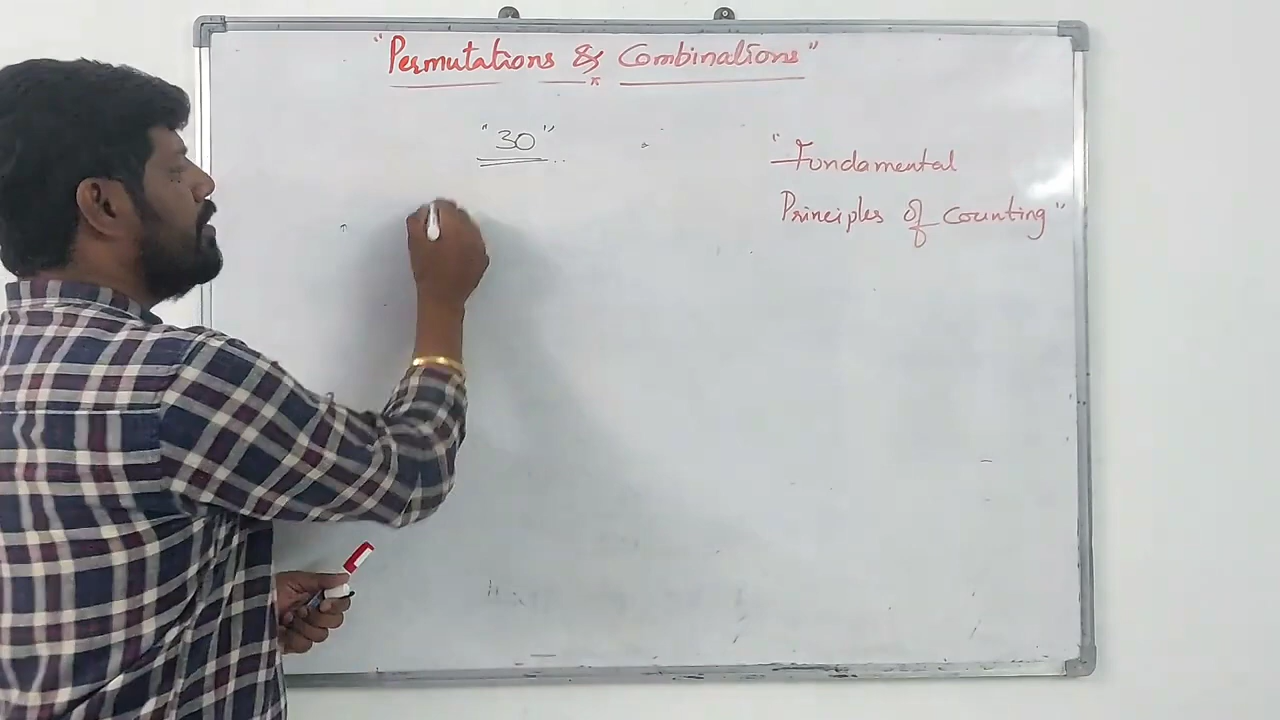 "Permutations & Combinations"
"30"
"Fundamental
Principles of Counting"